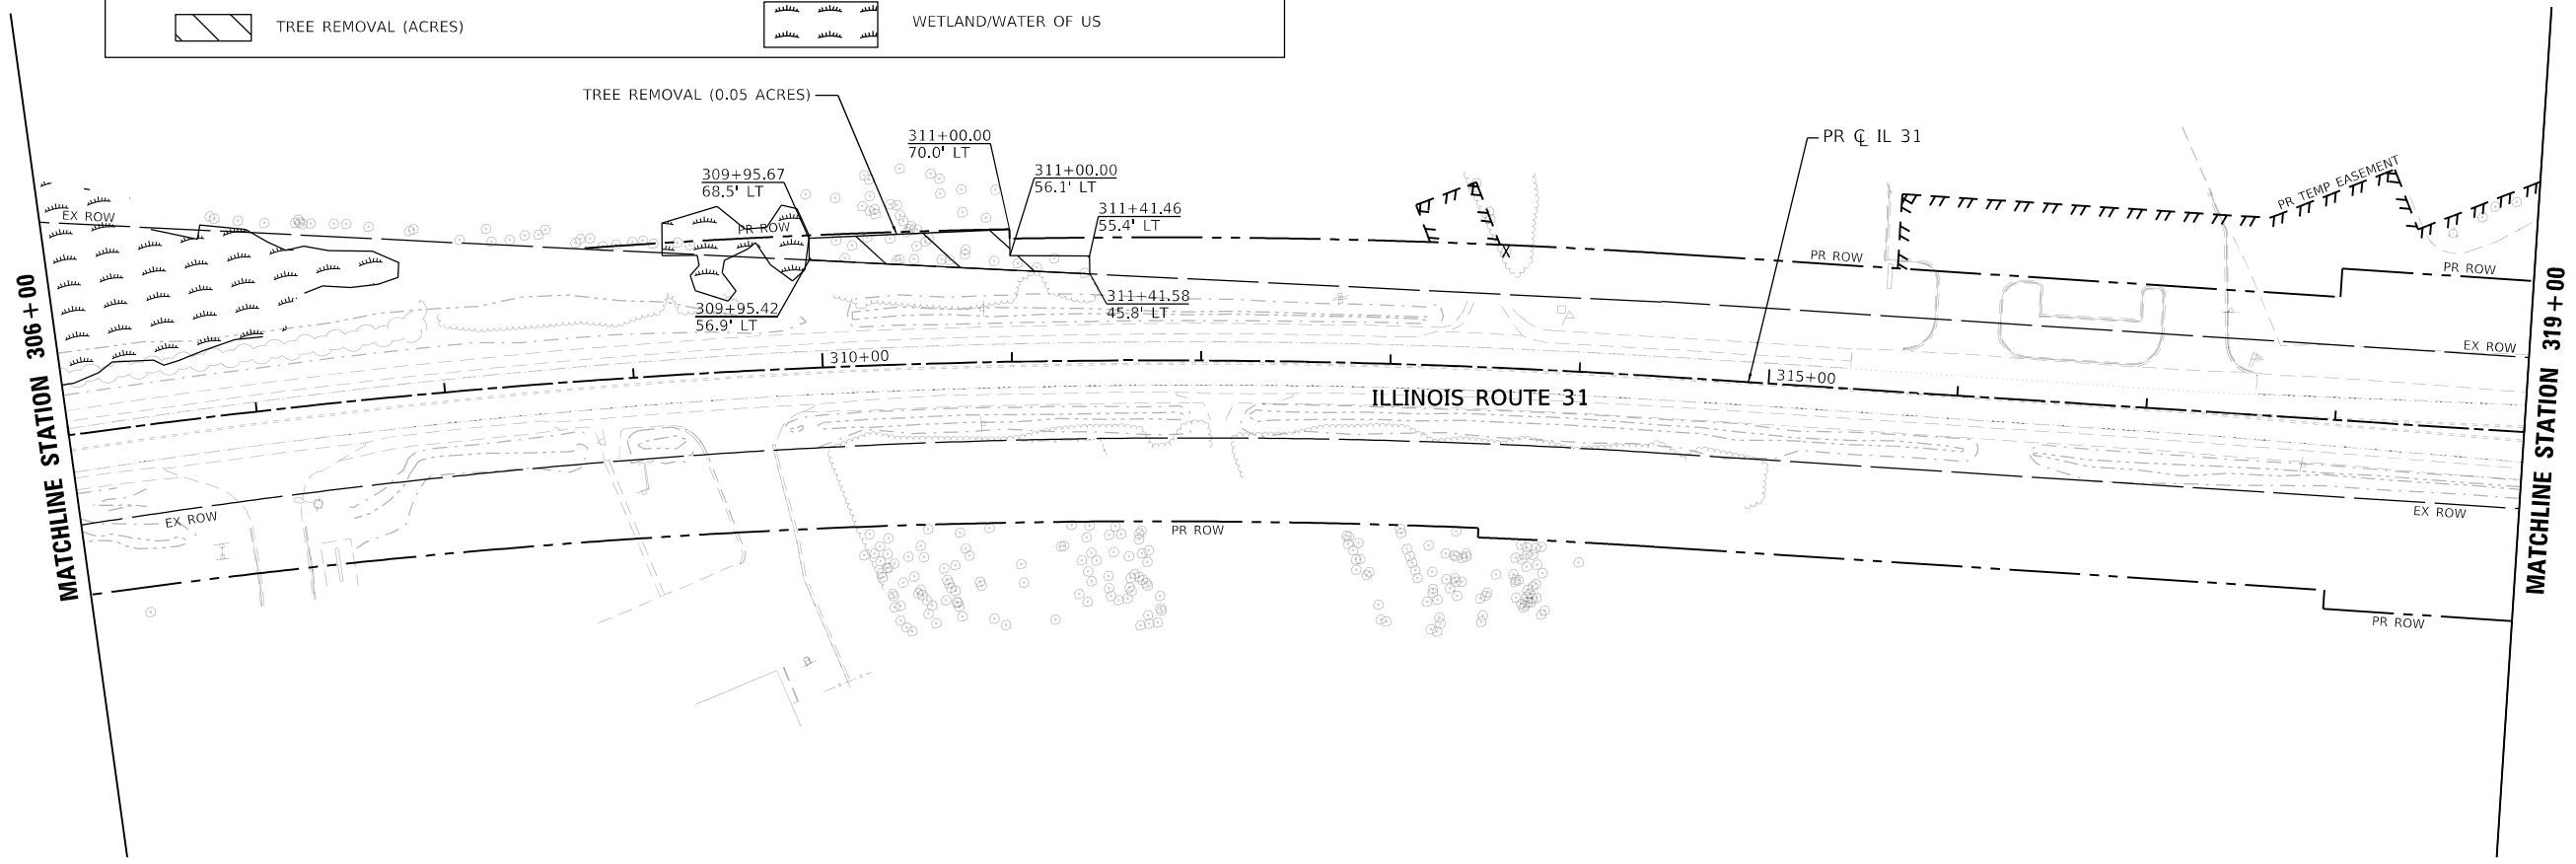 TREE REMOVAL (ACRES)
WETLAND/WATER OF US
TREE REMOVAL (0.05 ACRES)
311+00.00
70.0' LT
PR ℄ IL 31
309+95.67
68.5' LT
311+00.00
56.1' LT
311+41.46
55.4' LT
PR TEMP EASEMENT
EX ROW
PR ROW
PR ROW
PR ROW
311+41.58
45.8' LT
309+95.42
56.9' LT
MATCHLINE STATION 306+00
MATCHLINE STATION 319+00
EX ROW
310+00
315+00
ILLINOIS ROUTE 31
EX ROW
EX ROW
PR ROW
PR ROW
X